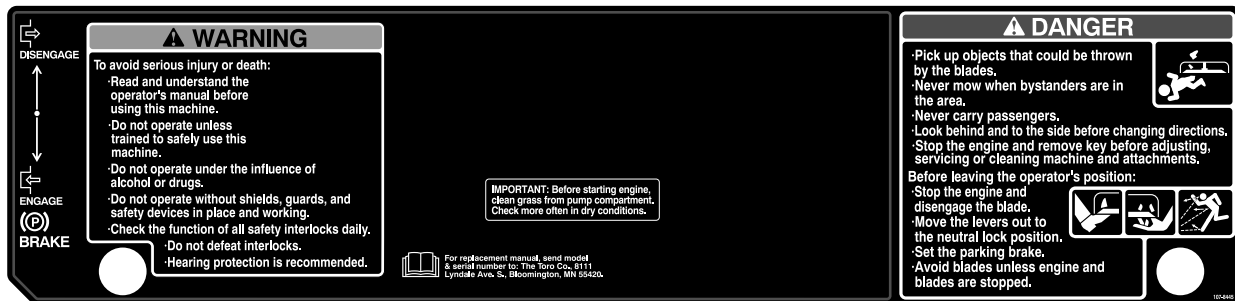 DISENGAGE
ENGAGE
(P)
BRAKE
WARNING
To avoid serious injury or death:
·Read and understand the
operator's manual before
using this machine.
·Do not operate unless
trained to safely use this
machine.
·Do not operate under the influence of
alcohol or drugs.
·Do not operate without shields, guards, and
safety devices in place and working.
·Check the function of all safety interlocks daily.
·Do not defeat interlocks.
·Hearing protection is recommended.
IMPORTANT: Before starting engine,
clean grass from pump compartment.
Check more often in dry conditions.
For replacement manual, send model
& serial number to: The Toro Co., 8111
Lyndale Ave. S., Bloomington, MN 55420.
DANGER
·Pick up objects that could be thrown
by the blades.
·Never mow when bystanders are in
the area.
·Never carry passengers.
·Look behind and to the side before changing directions.
·Stop the engine and remove key before adjusting,
servicing or cleaning machine and attachments.
Before leaving the operator's position:
·Stop the engine and
disengage the blade.
·Move the levers out to
the neutral lock position.
·Set the parking brake.
·Avoid blades unless engine and
blades are stopped.